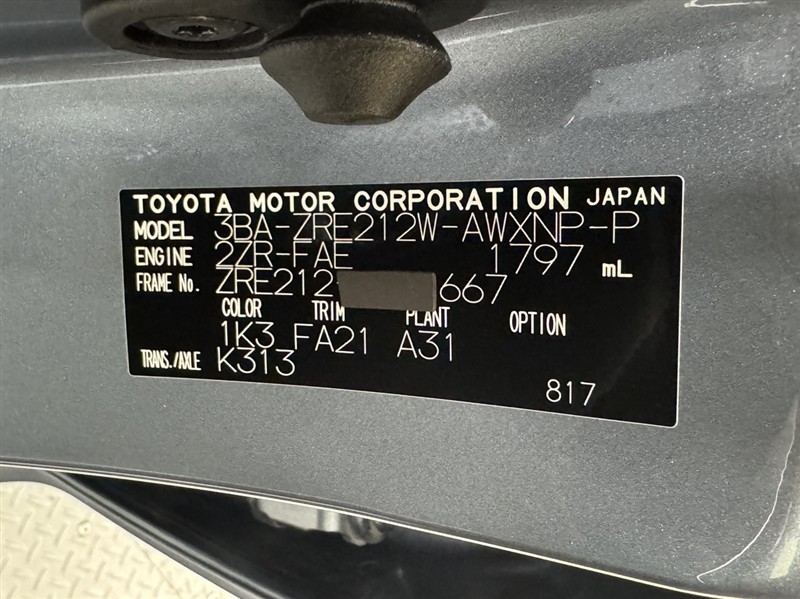 TOYOTA MOTOR CORPORATION JAPAN
MODEL 3BA-ZRE212W-AWXNP-P
ENGINE 2ZR-FAE 1797 mL
FRAME No. ZRE212- 667
COLOR TRIM PLANT OPTION
1K3 FA21 A31
TRANS./AXLE K313
817